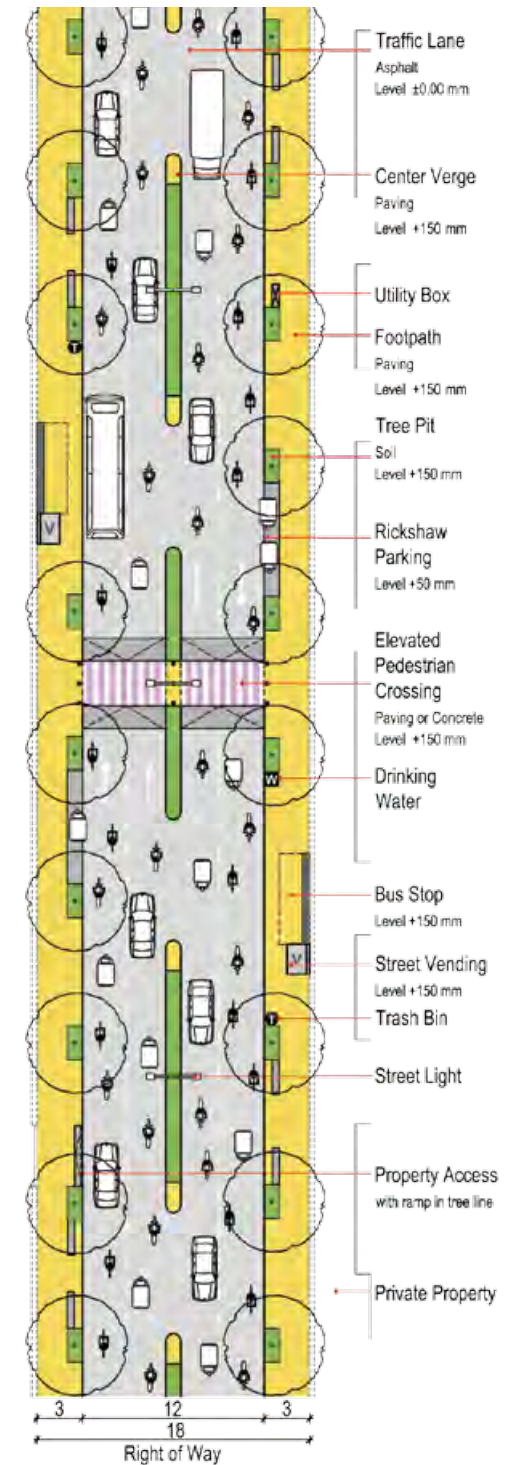 Traffic Lane
Asphalt
Level ±0.00 mm
Center Verge
Paving
Level +150 mm
Utility Box
Footpath
Paving
Level +150 mm
T
Tree Pit
Soil
Level +150 mm
V
Rickshaw
Parking
Level +50 mm
Elevated
Pedestrian
Crossing
Paving or Concrete
Level +150 mm
W
Drinking
Water
Bus Stop
Level +150 mm
V
Street Vending
Level +150 mm
T
Trash Bin
Street Light
Property Access
with ramp in tree line
Private Property
3 12 3
18
Right of Way